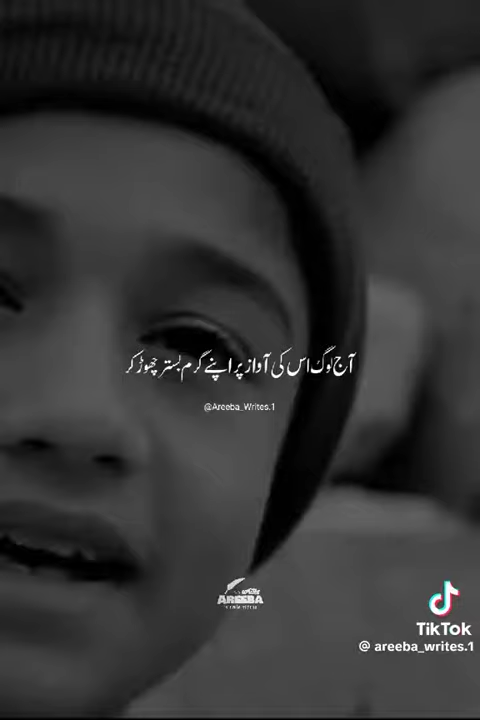 آج لوگ اس کی آواز پر اپنے گرم بستر چھوڑ کر
@Areeba_Writes.1
AREEBA
TikTok
@ areeba_writes.1